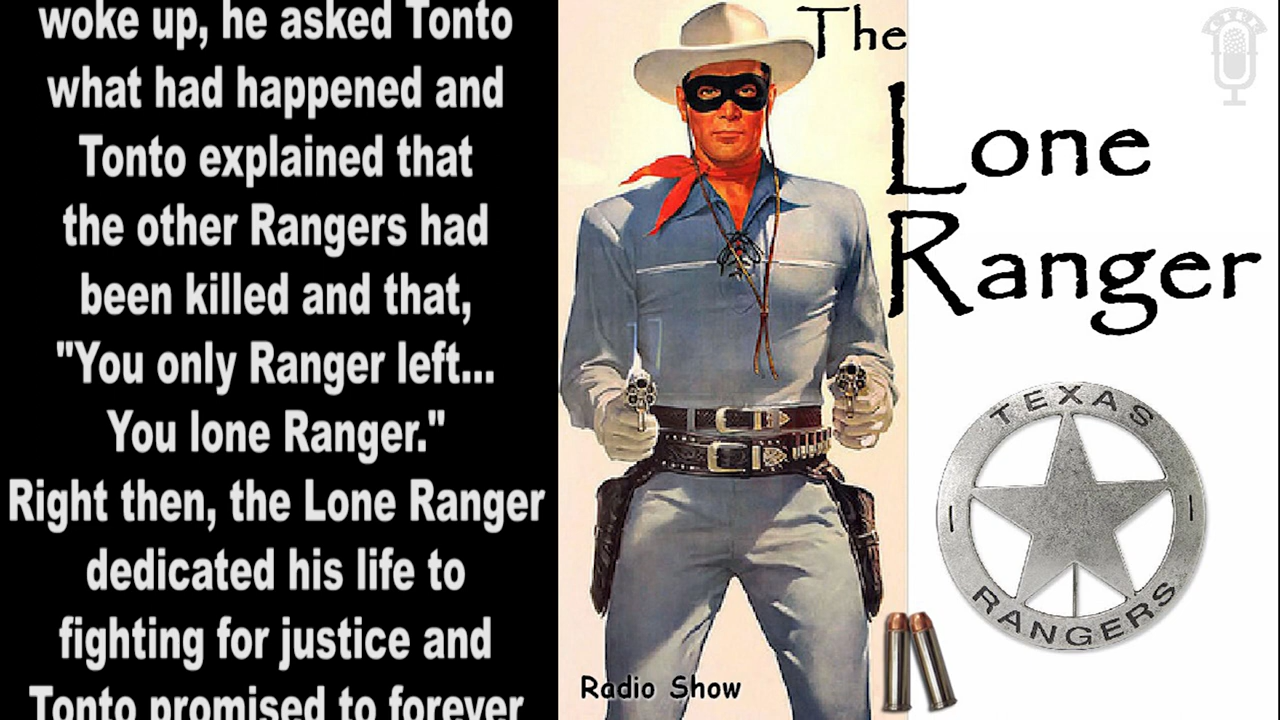 woke up, he asked Tonto
what had happened and
Tonto explained that
the other Rangers had
been killed and that,
"You only Ranger left...
You lone Ranger."
Right then, the Lone Ranger
dedicated his life to
fighting for justice and
Tonto promised to forever
The
Lone
Ranger
TEXAS
RANGERS
Radio Show